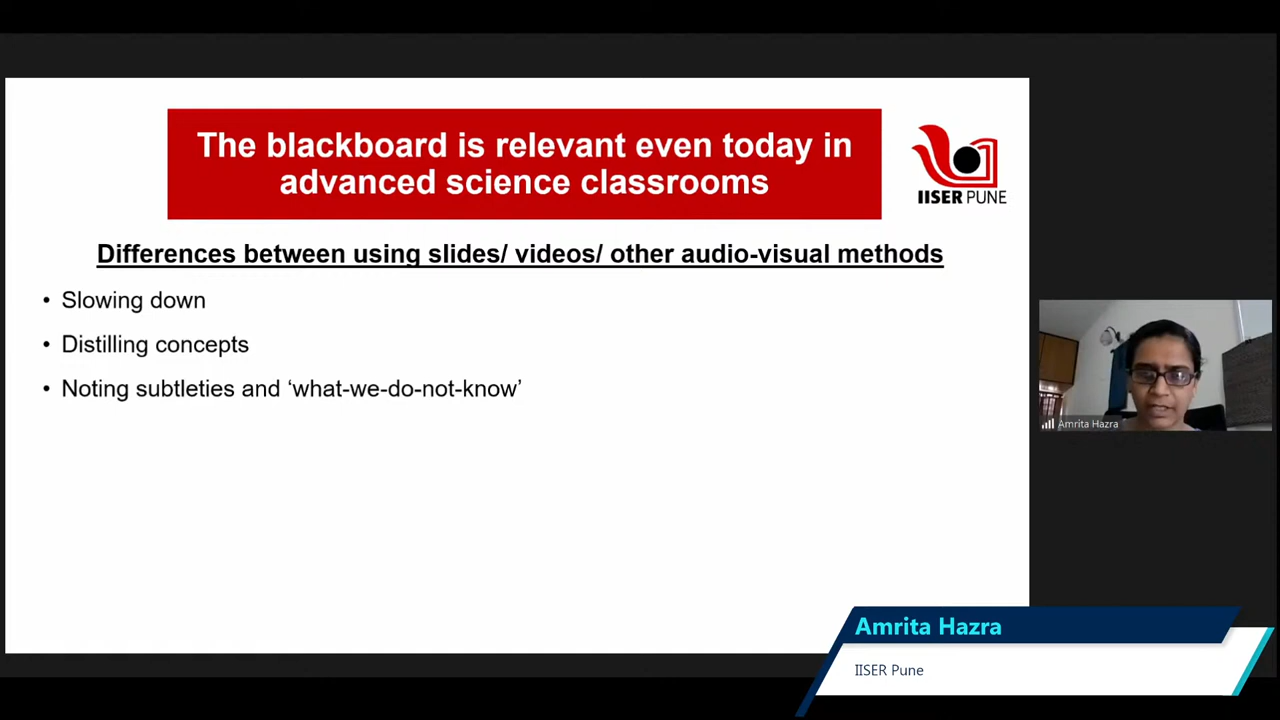 The blackboard is relevant even today in
advanced science classrooms
IISER PUNE
Differences between using slides/ videos/ other audio-visual methods
• Slowing down
• Distilling concepts
• Noting subtleties and ‘what-we-do-not-know’
Amrita Hazra
Amrita Hazra
IISER Pune